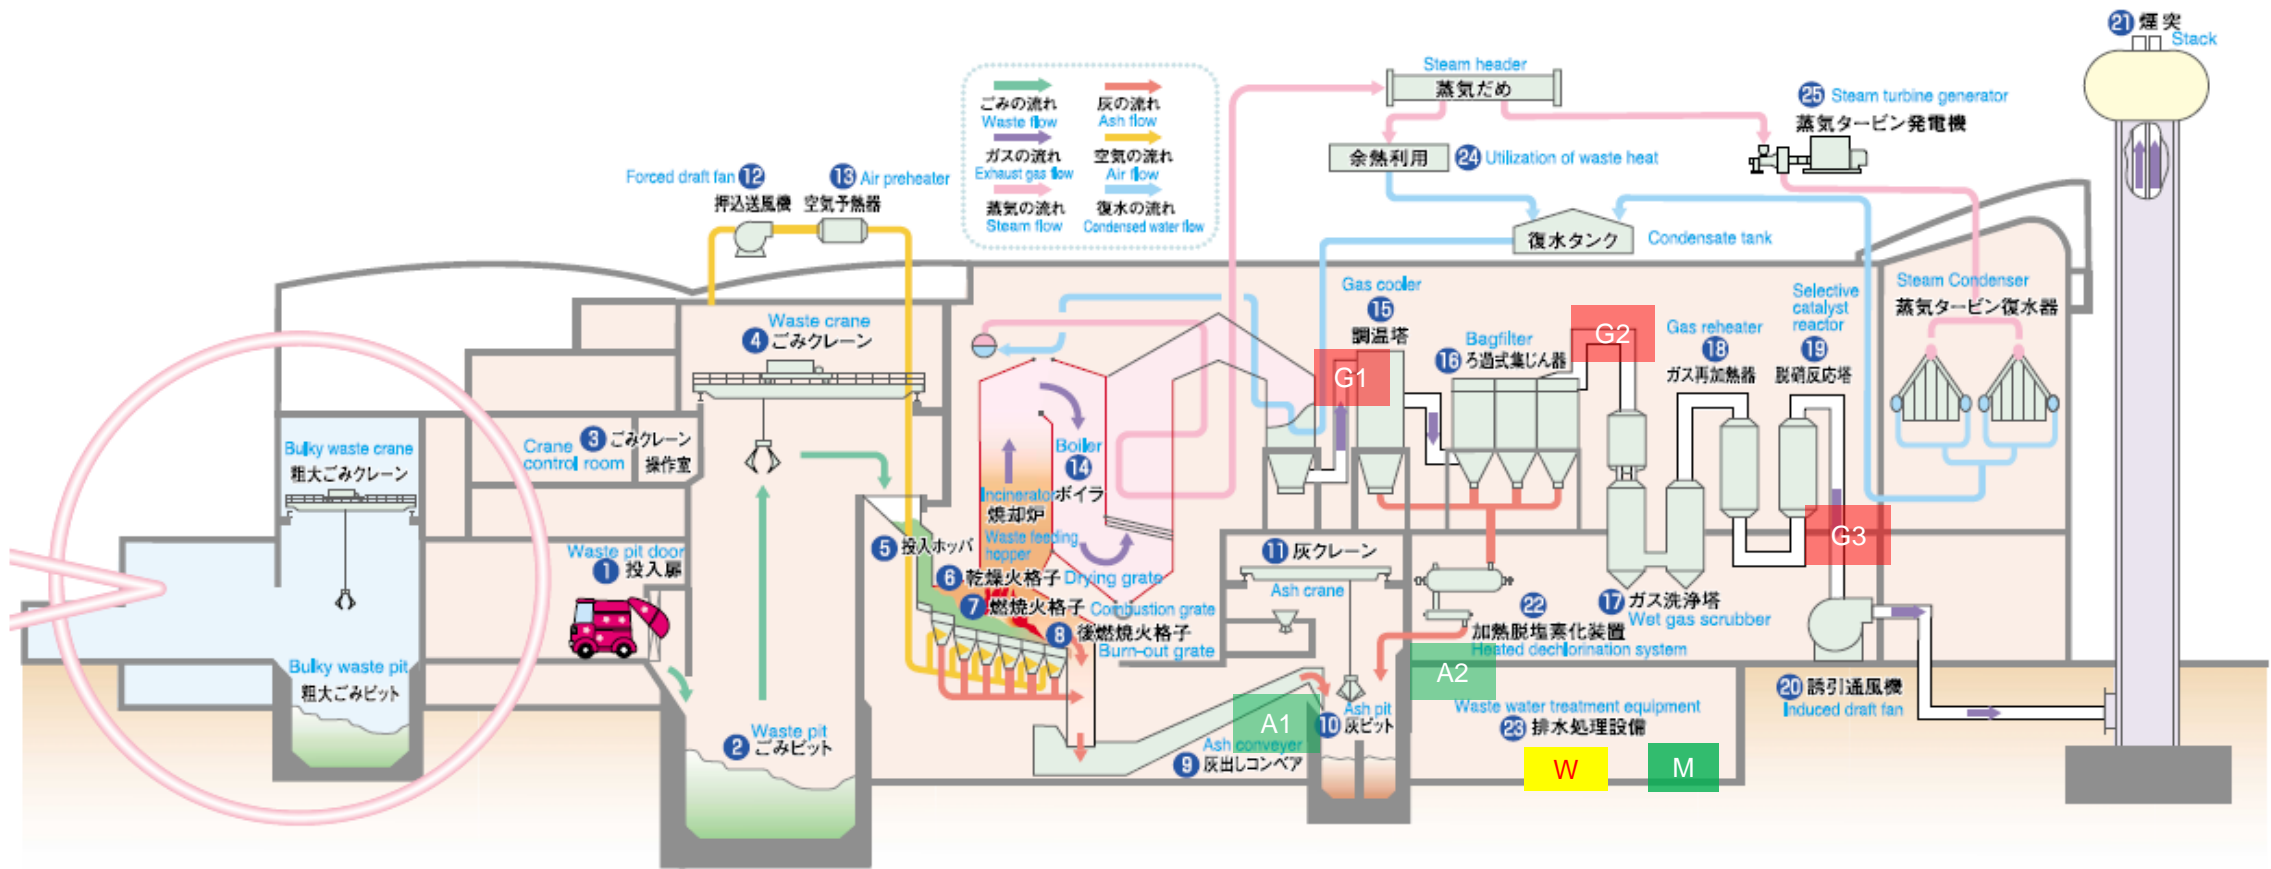 21 煙突
Stack
Steam header
蒸気だめ
25 Steam turbine generator
蒸気タービン発電機
余熱利用
24 Utilization of waste heat
復水タンク
Condensate tank
ごみの流れ
Waste flow
灰の流れ
Ash flow
ガスの流れ
Exhaust gas flow
空気の流れ
Air flow
蒸気の流れ
Steam flow
復水の流れ
Condensed water flow
Forced draft fan 12
押込送風機
13 Air preheater
空気予熱器
Waste crane
4 ごみクレーン
Crane
control room
3 ごみクレーン
操作室
Bulky waste crane
粗大ごみクレーン
Bulky waste pit
粗大ごみピット
Waste pit door
1 投入扉
Waste pit
2 ごみピット
5 投入ホッパ
Waste feeding
hopper
Incinerator
焼却炉
Boiler
14
ボイラ
6 乾燥火格子 Drying grate
7 燃焼火格子 Combustion grate
8 後燃焼火格子
Burn-out grate
Gas cooler
15
調温塔
G1
Bagfilter
16 ろ過式集じん器
G2
Gas reheater
18
ガス再加熱器
Selective
catalyst
reactor
19
脱硝反応塔
Steam Condenser
蒸気タービン復水器
G3
11 灰クレーン
Ash crane
17 ガス洗浄塔
Wet gas scrubber
22
加熱脱塩素化装置
Heated dechlorination system
A2
A1
Ash pit
10 灰ピット
Ash conveyer
9 灰出しコンベア
Waste water treatment equipment
23 排水処理設備
W
M
20 誘引通風機
Induced draft fan